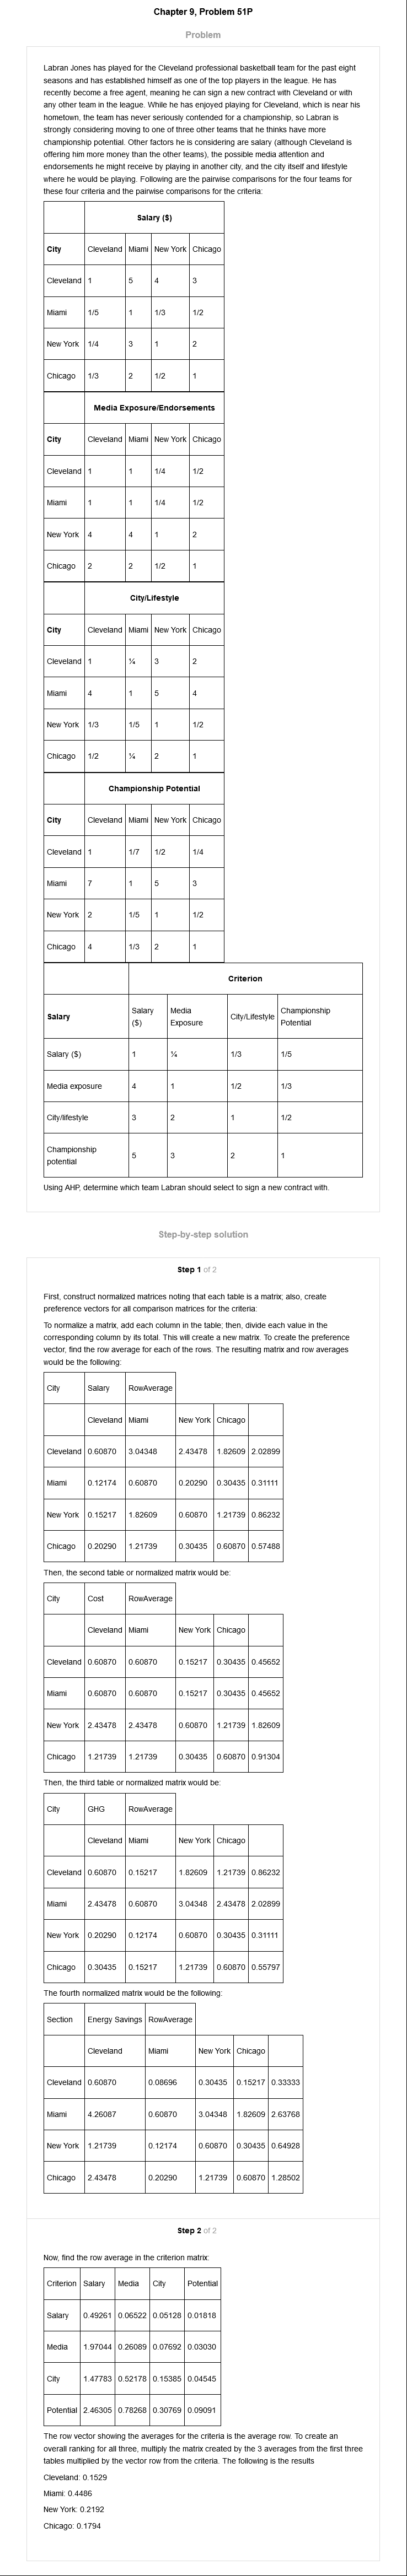 Chapter 9, Problem 51P
Problem
Labran Jones has played for the Cleveland professional basketball team for the past eight
seasons and has established himself as one of the top players in the league. He has
recently become a free agent, meaning he can sign a new contract with Cleveland or with
any other team in the league. While he has enjoyed playing for Cleveland, which is near his
hometown, the team has never seriously contended for a championship, so Labran is
strongly considering moving to one of three other teams that he thinks have more
championship potential. Other factors he is considering are salary (although Cleveland is
offering him more money than the other teams), the possible media attention and
endorsements he might receive by playing in another city, and the city itself and lifestyle
where he would be playing. Following are the pairwise comparisons for the four teams for
these four criteria and the pairwise comparisons for the criteria:
Salary ($)
City Cleveland Miami New York Chicago
Cleveland 1 5 4 3
Miami 1/5 1 1/3 1/2
New York 1/4 3 1 2
Chicago 1/3 2 1/2 1
Media Exposure/Endorsements
City Cleveland Miami New York Chicago
Cleveland 1 1 1/4 1/2
Miami 1 1 1/4 1/2
New York 4 4 1 2
Chicago 2 2 1/2 1
City/Lifestyle
City Cleveland Miami New York Chicago
Cleveland 1 ¼ 3 2
Miami 4 1 5 4
New York 1/3 1/5 1 1/2
Chicago 1/2 ¼ 2 1
Championship Potential
City Cleveland Miami New York Chicago
Cleveland 1 1/7 1/2 1/4
Miami 7 1 5 3
New York 2 1/5 1 1/2
Chicago 4 1/3 2 1
Criterion
Salary Salary ($) Media Exposure City/Lifestyle Championship Potential
Salary ($) 1 ¼ 1/3 1/5
Media exposure 4 1 1/2 1/3
City/lifestyle 3 2 1 1/2
Championship potential 5 3 2 1
Using AHP, determine which team Labran should select to sign a new contract with.
Step-by-step solution
Step 1 of 2
First, construct normalized matrices noting that each table is a matrix; also, create
preference vectors for all comparison matrices for the criteria:
To normalize a matrix, add each column in the table; then, divide each value in the
corresponding column by its total. This will create a new matrix. To create the preference
vector, find the row average for each of the rows. The resulting matrix and row averages
would be the following:
City Salary RowAverage
Cleveland Miami New York Chicago
Cleveland 0.60870 3.04348 2.43478 1.82609 2.02899
Miami 0.12174 0.60870 0.20290 0.30435 0.31111
New York 0.15217 1.82609 0.60870 1.21739 0.86232
Chicago 0.20290 1.21739 0.30435 0.60870 0.57488
Then, the second table or normalized matrix would be:
City Cost RowAverage
Cleveland Miami New York Chicago
Cleveland 0.60870 0.60870 0.15217 0.30435 0.45652
Miami 0.60870 0.60870 0.15217 0.30435 0.45652
New York 2.43478 2.43478 0.60870 1.21739 1.82609
Chicago 1.21739 1.21739 0.30435 0.60870 0.91304
Then, the third table or normalized matrix would be:
City GHG RowAverage
Cleveland Miami New York Chicago
Cleveland 0.60870 0.15217 1.82609 1.21739 0.86232
Miami 2.43478 0.60870 3.04348 2.43478 2.02899
New York 0.20290 0.12174 0.60870 0.30435 0.31111
Chicago 0.30435 0.15217 1.21739 0.60870 0.55797
The fourth normalized matrix would be the following:
Section Energy Savings RowAverage
Cleveland Miami New York Chicago
Cleveland 0.60870 0.08696 0.30435 0.15217 0.33333
Miami 4.26087 0.60870 3.04348 1.82609 2.63768
New York 1.21739 0.12174 0.60870 0.30435 0.64928
Chicago 2.43478 0.20290 1.21739 0.60870 1.28502
Step 2 of 2
Now, find the row average in the criterion matrix:
Criterion Salary Media City Potential
Salary 0.49261 0.06522 0.05128 0.01818
Media 1.97044 0.26089 0.07692 0.03030
City 1.47783 0.52178 0.15385 0.04545
Potential 2.46305 0.78268 0.30769 0.09091
The row vector showing the averages for the criteria is the average row. To create an
overall ranking for all three, multiply the matrix created by the 3 averages from the first three
tables multiplied by the vector row from the criteria. The following is the results
Cleveland: 0.1529
Miami: 0.4486
New York: 0.2192
Chicago: 0.1794